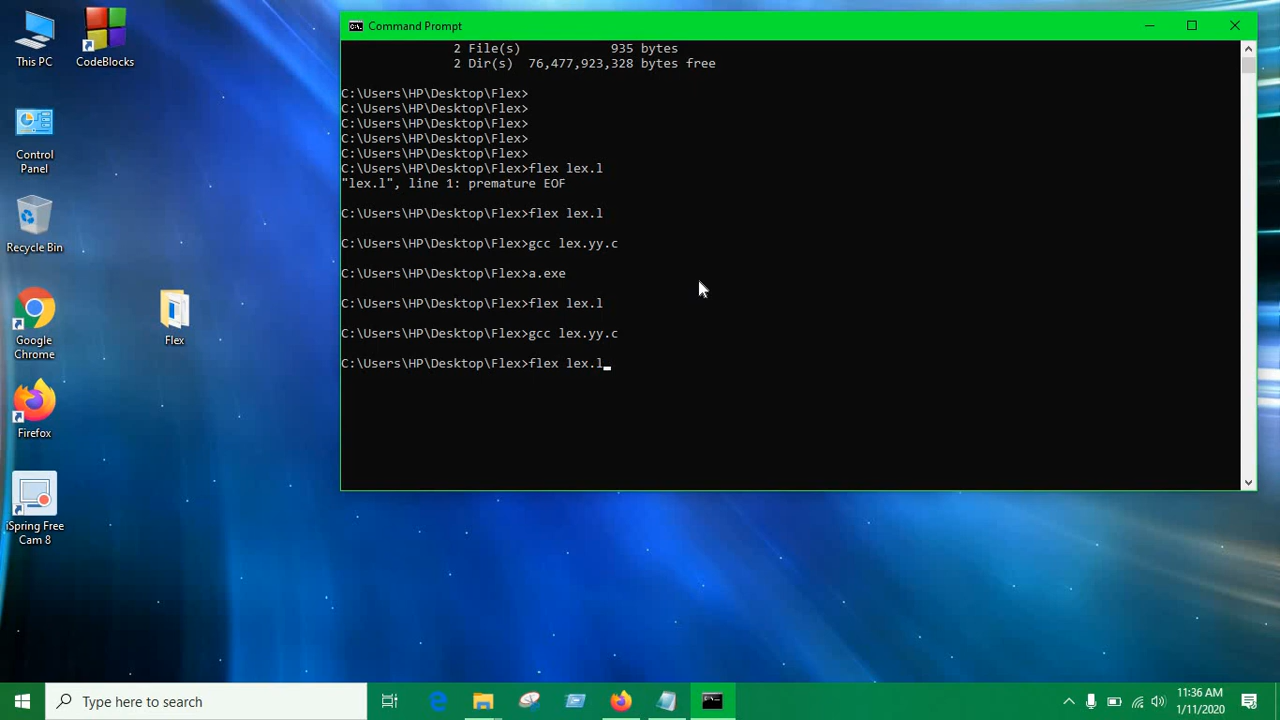 This PC
CodeBlocks
Control
Panel
Recycle Bin
Google
Chrome
Flex
Firefox
iSpring Free
Cam 8
Command Prompt
2 File(s) 935 bytes
2 Dir(s) 76,477,923,328 bytes free
C:\Users\HP\Desktop\Flex>
C:\Users\HP\Desktop\Flex>
C:\Users\HP\Desktop\Flex>
C:\Users\HP\Desktop\Flex>
C:\Users\HP\Desktop\Flex>
C:\Users\HP\Desktop\Flex>flex lex.l
"lex.l", line 1: premature EOF
C:\Users\HP\Desktop\Flex>flex lex.l
C:\Users\HP\Desktop\Flex>gcc lex.yy.c
C:\Users\HP\Desktop\Flex>a.exe
C:\Users\HP\Desktop\Flex>flex lex.l
C:\Users\HP\Desktop\Flex>gcc lex.yy.c
C:\Users\HP\Desktop\Flex>flex lex.l
Type here to search
11:36 AM
1/11/2020